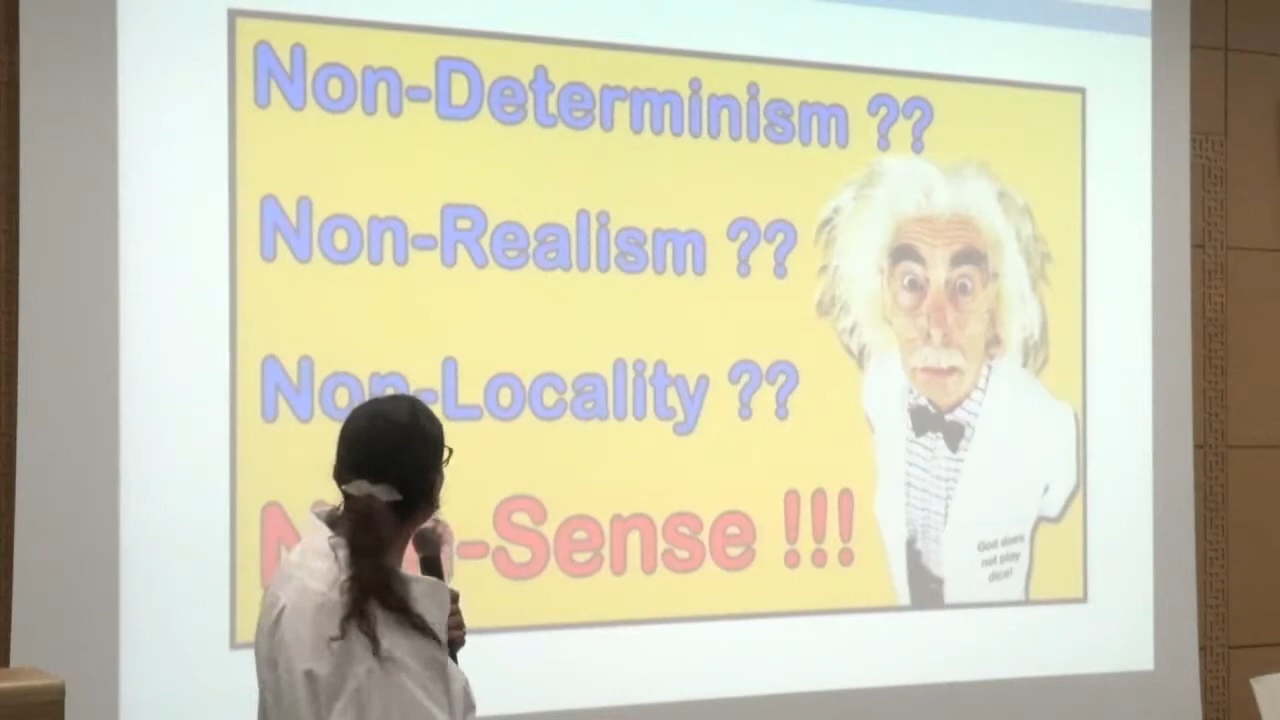 Non-Determinism ??
Non-Realism ??
Non-Locality ??
-Sense !!!
God does
not play
dice!